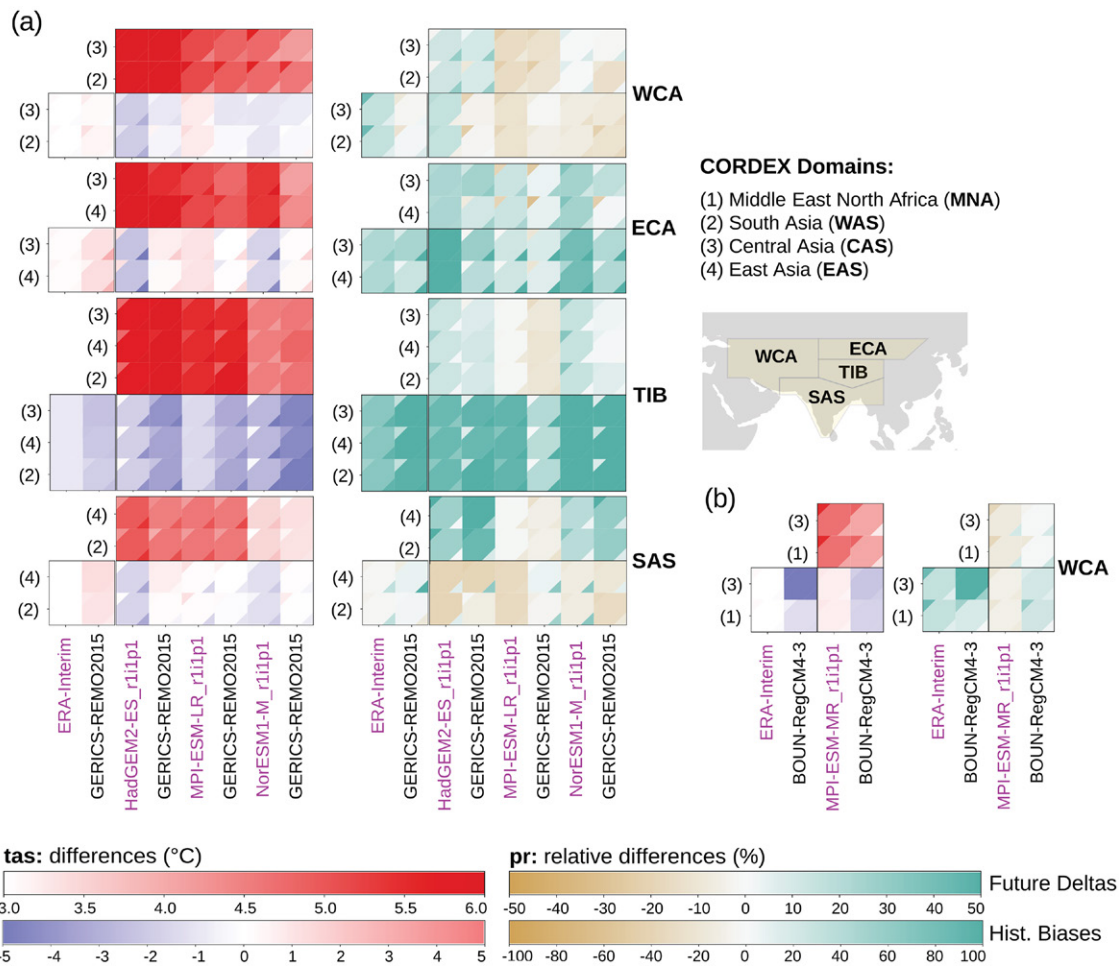 (a)
(3)
(2)
(3)
(2)
(3)
(2)
(3)
(2)
WCA
(3)
(4)
(3)
(4)
(3)
(4)
(3)
(4)
ECA
(3)
(4)
(2)
(3)
(4)
(2)
(3)
(4)
(2)
(3)
(4)
(2)
TIB
(4)
(2)
(4)
(2)
(4)
(2)
(4)
(2)
SAS
ERA-Interim
GERICS-REMO2015
HadGEM2-ES_r1i1p1
GERICS-REMO2015
MPI-ESM-LR_r1i1p1
GERICS-REMO2015
NorESM1-M_r1i1p1
GERICS-REMO2015
ERA-Interim
GERICS-REMO2015
HadGEM2-ES_r1i1p1
GERICS-REMO2015
MPI-ESM-LR_r1i1p1
GERICS-REMO2015
NorESM1-M_r1i1p1
GERICS-REMO2015
CORDEX Domains:
(1) Middle East North Africa (MNA)
(2) South Asia (WAS)
(3) Central Asia (CAS)
(4) East Asia (EAS)
WCA
ECA
TIB
SAS
(b)
(3)
(1)
(3)
(1)
(3)
(1)
(3)
(1)
WCA
ERA-Interim
BOUN-RegCM4-3
MPI-ESM-MR_r1i1p1
BOUN-RegCM4-3
ERA-Interim
BOUN-RegCM4-3
MPI-ESM-MR_r1i1p1
BOUN-RegCM4-3
tas: differences (°C)
3.0 3.5 4.0 4.5 5.0 5.5 6.0
-5 -4 -3 -2 -1 0 1 2 3 4 5
pr: relative differences (%)
Future Deltas
-50 -40 -30 -20 -10 0 10 20 30 40 50
Hist. Biases
-100 -80 -60 -40 -20 0 20 40 60 80 100